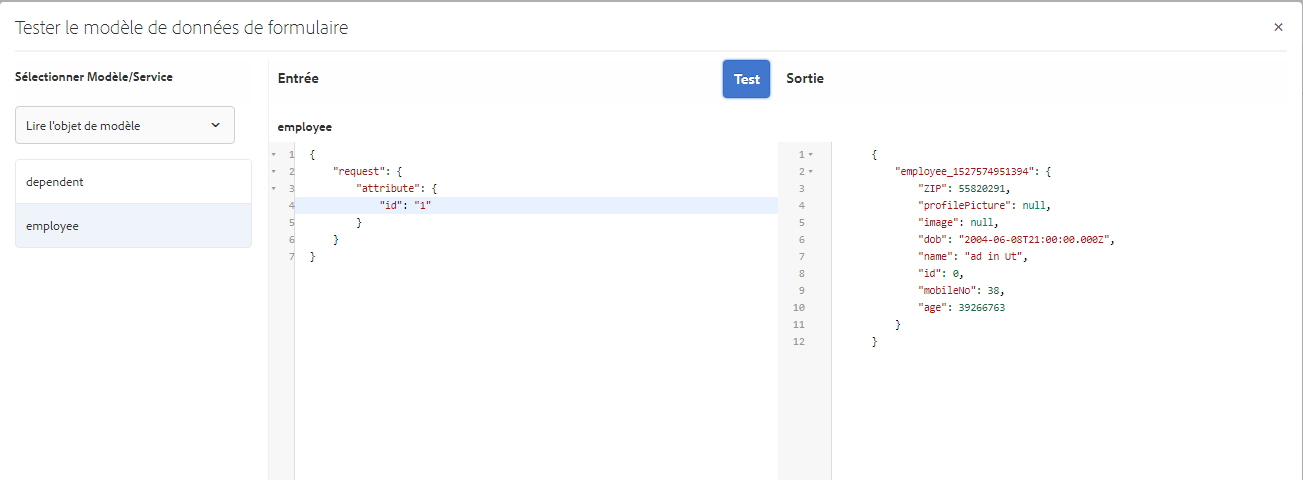 Tester le modèle de données de formulaire
×
Sélectionner Modèle/Service
Lire l'objet de modèle
dependent
employee
Entrée
Test
employee
1 {
2 "request": {
3 "attribute": {
4 "id": "1"
5 }
6 }
7 }
Sortie
1 {
2 "employee_1527574951394": {
3 "ZIP": 55820291,
4 "profilePicture": null,
5 "image": null,
6 "dob": "2004-06-08T21:00:00.000Z",
7 "name": "ad in Ut",
8 "id": 0,
9 "mobileNo": 38,
10 "age": 39266763
11 }
12 }